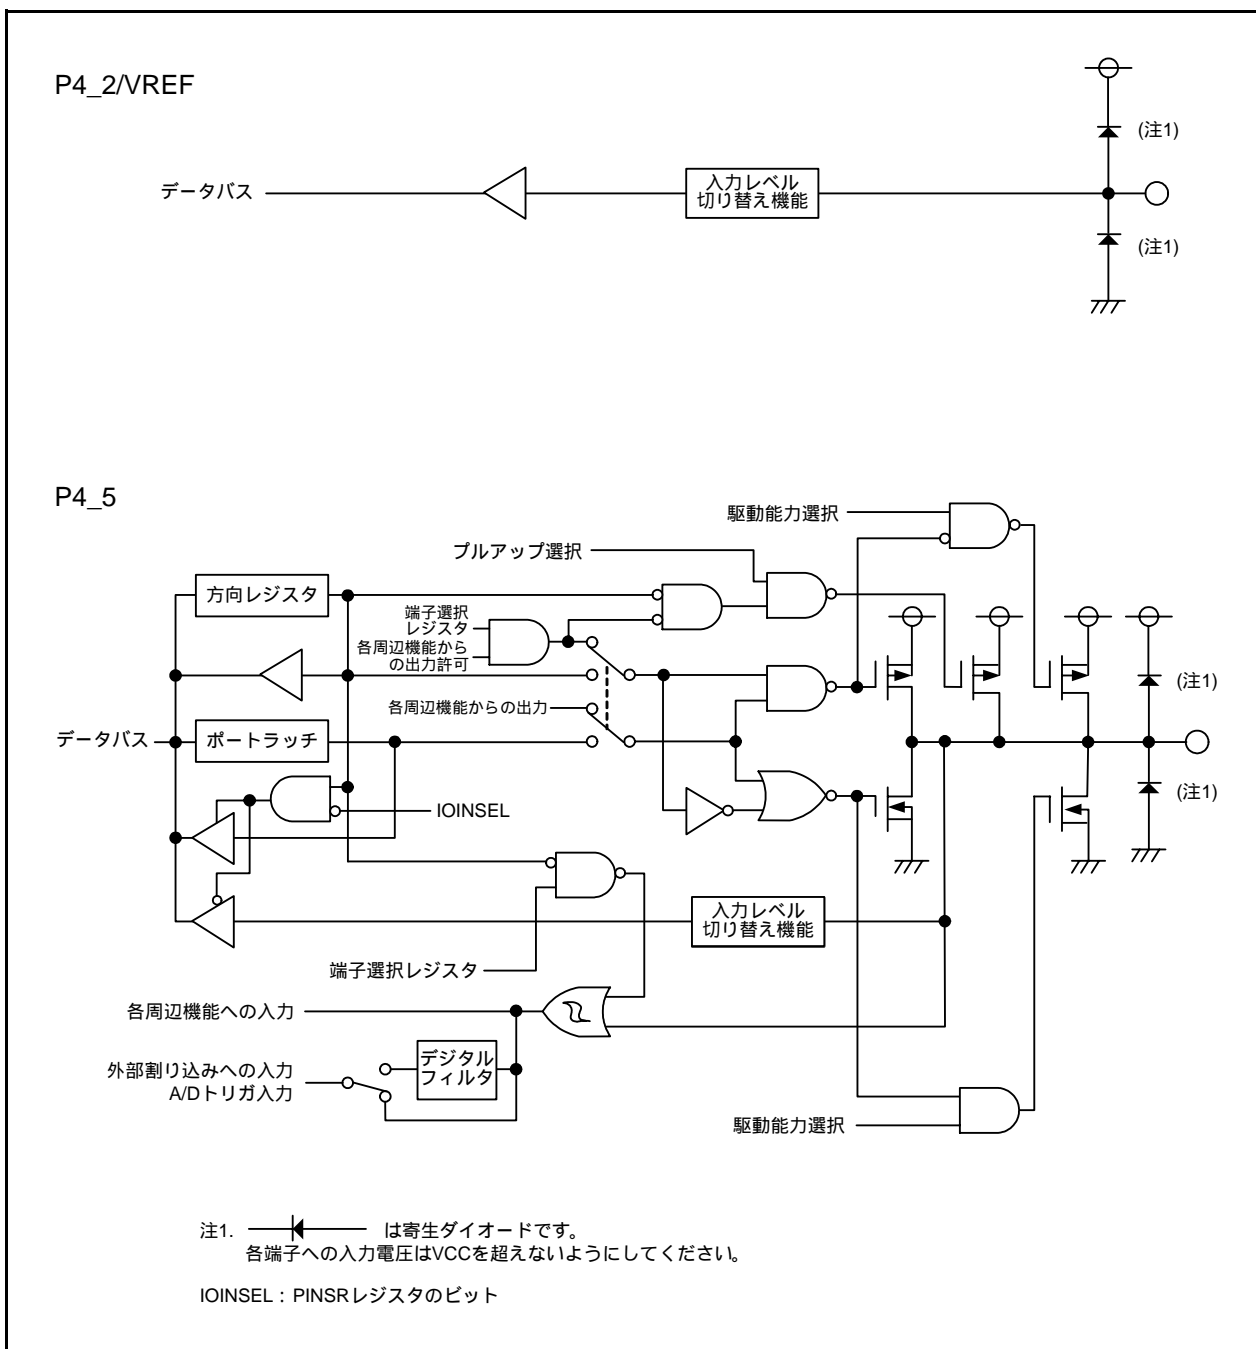 P4_2/VREF
(注1)
データバス
入力レベル
切り替え機能
(注1)
P4_5
駆動能力選択
プルアップ選択
方向レジスタ
端子選択
レジスタ
各周辺機能から
の出力許可
(注1)
各周辺機能からの出力
データバス
ポートラッチ
(注1)
IOINSEL
入力レベル
切り替え機能
端子選択レジスタ
各周辺機能への入力
デジタル
フィルタ
外部割り込みへの入力
A/Dトリガ入力
駆動能力選択
注1. は寄生ダイオードです。
各端子への入力電圧はVCCを超えないようにしてください。
IOINSEL：PINSRレジスタのビット